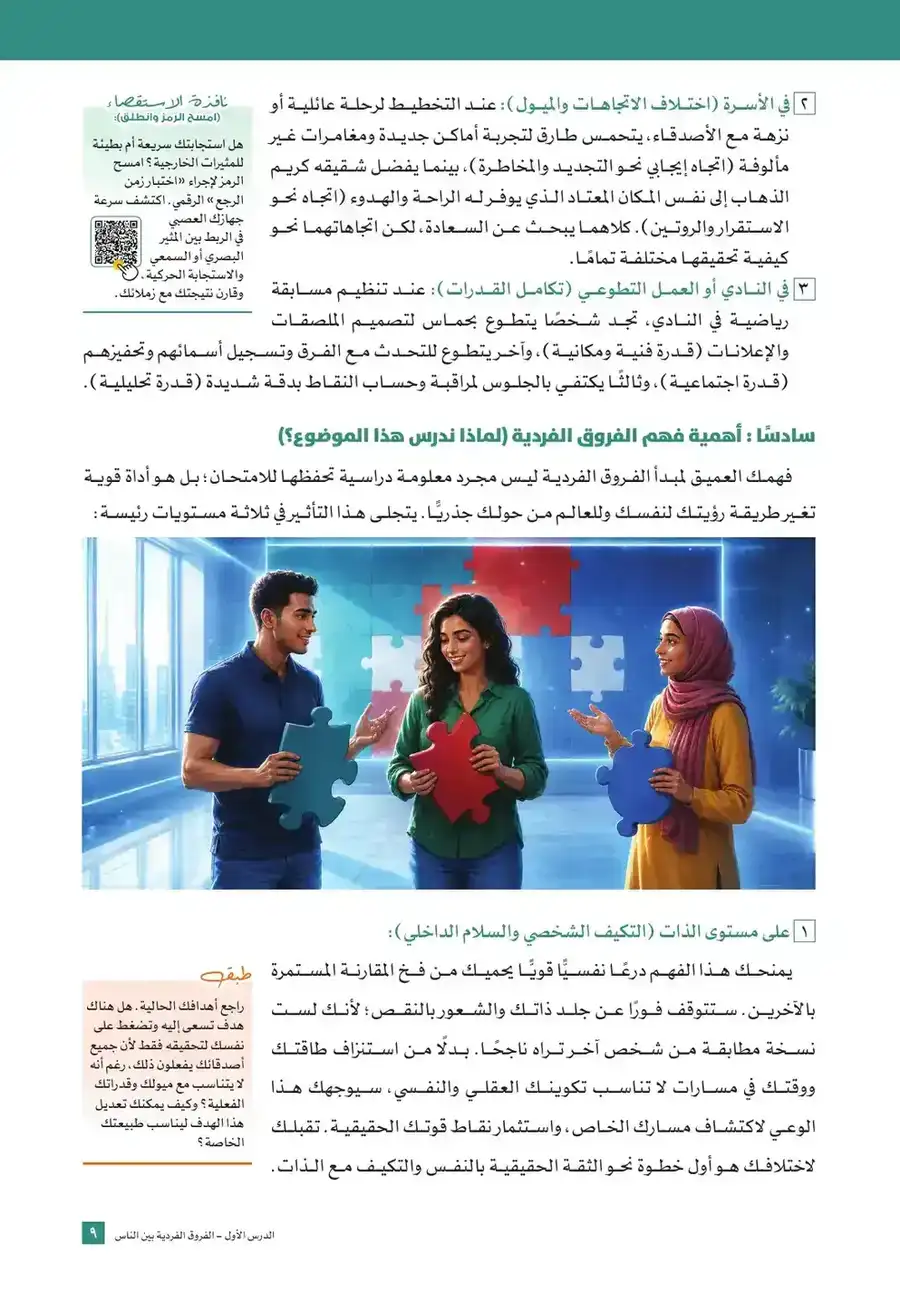 ٢ في الأسرة (اختلاف الاتجاهات والميول): عند التخطيط لرحلة عائلية أو
نزهة مع الأصدقاء، يتحمس طارق لتجربة أماكن جديدة ومغامرات غير
مألوفة (اتجاه إيجابي نحو التجديد والمخاطرة)، بينما يفضل شقيقه كريم
الذهاب إلى نفس المكان المعتاد الذي يوفر له الراحة والهدوء (اتجاه نحو
الاستقرار والروتين). كلاهما يبحث عن السعادة، لكن اتجاهاتهما نحو
كيفية تحقيقها مختلفة تمامًا.
٣ في النادي أو العمل التطوعي (تكامل القدرات): عند تنظيم مسابقة
رياضية في النادي، تجد شخصًا يتطوع بحماس لتصميم الملصقات
والإعلانات (قدرة فنية ومكانية)، وآخر يتطوع للتحدث مع الفرق وتسجيل أسمائهم وتحفيزهم
(قدرة اجتماعية)، وثالثًا يكتفي بالجلوس لمراقبة وحساب النقاط بدقة شديدة (قدرة تحليلية).
نافذة الاستقصاء
(امسح الرمز وانطلق):
هل استجابتك سريعة أم بطيئة
للمثيرات الخارجية؟ امسح
الرمز لإجراء «اختبار زمن
الرجع» الرقمي. اكتشف سرعة
جهازك العصبي
في الربط بين المثير
البصري أو السمعي
والاستجابة الحركية،
وقارن نتيجتك مع زملائك.
سادسًا : أهمية فهم الفروق الفردية (لماذا ندرس هذا الموضوع؟)
فهمك العميق لمبدأ الفروق الفردية ليس مجرد معلومة دراسية تحفظها للامتحان؛ بل هو أداة قوية
تغير طريقة رؤيتك لنفسك وللعالم من حولك جذريًّا. يتجلى هذا التأثير في ثلاثة مستويات رئيسة:
١ على مستوى الذات (التكيف الشخصي والسلام الداخلي):
يمنحك هذا الفهم درعًا نفسيًّا قويًّا يحميك من فخ المقارنة المستمرة
بالآخرين. ستتوقف فورًا عن جلد ذاتك والشعور بالنقص؛ لأنك لست
نسخة مطابقة من شخص آخر تراه ناجحًا. بدلًا من استنزاف طاقتك
ووقتك في مسارات لا تناسب تكوينك العقلي والنفسي، سيوجهك هذا
الوعي لاكتشاف مسارك الخاص، واستثمار نقاط قوتك الحقيقية. تقبلك
لاختلافك هو أول خطوة نحو الثقة الحقيقية بالنفس والتكيف مع الذات.
طبق
راجع أهدافك الحالية. هل هناك
هدف تسعى إليه وتضغط على
نفسك لتحقيقه فقط لأن جميع
أصدقائك يفعلون ذلك، رغم أنه
لا يتناسب مع ميولك وقدراتك
الفعلية؟ وكيف يمكنك تعديل
هذا الهدف ليناسب طبيعتك
الخاصة؟
الدرس الأول – الفروق الفردية بين الناس
٩